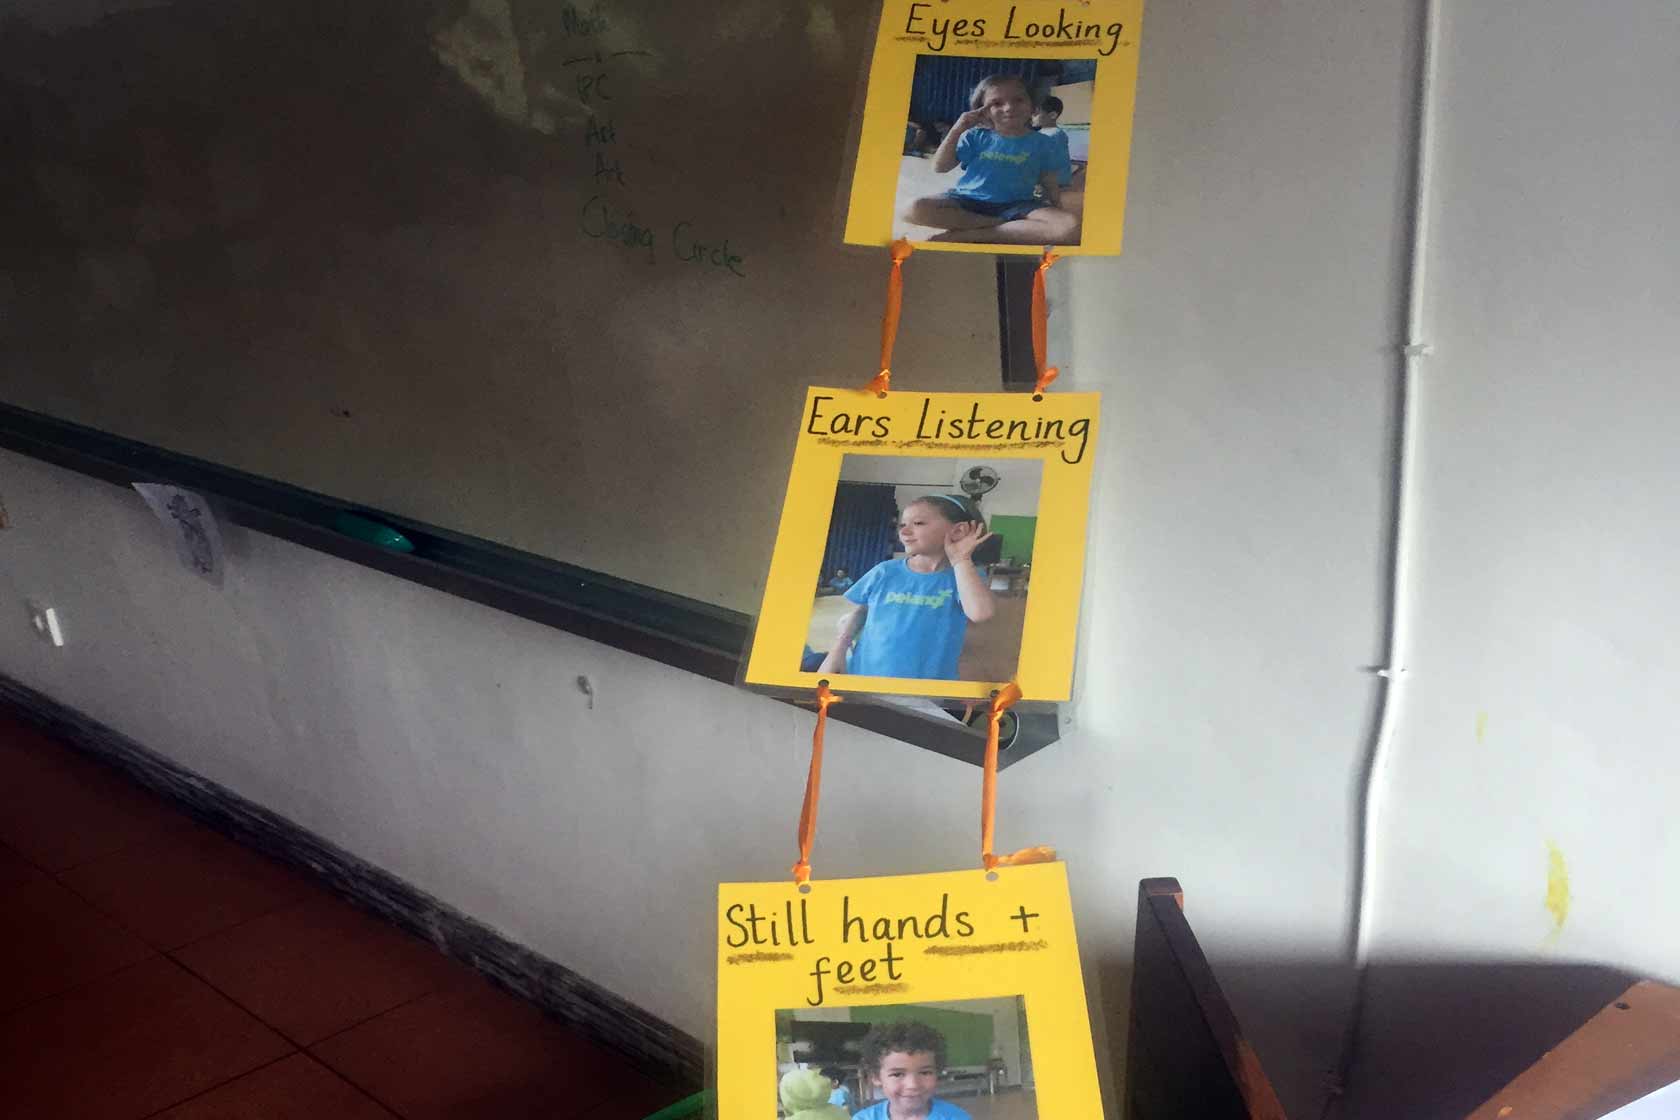 Math
IPC
Art
Art
Closing Circle
Eyes Looking
pelangi
Ears Listening
pelangi
Still hands +
feet